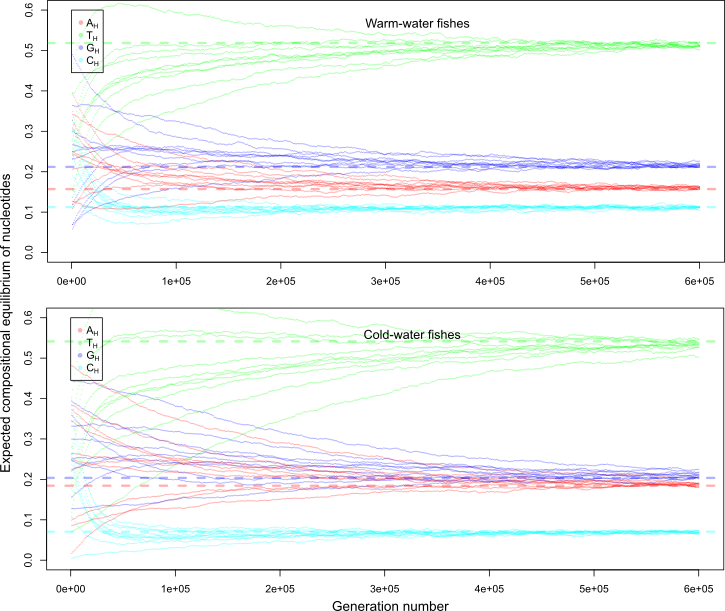 Expected compositional equilibrium of nucleotides
Warm-water fishes
A_H
T_H
G_H
C_H
0.6
0.5
0.4
0.3
0.2
0.1
0.0
0e+00 1e+05 2e+05 3e+05 4e+05 5e+05 6e+05
Cold-water fishes
A_H
T_H
G_H
C_H
0.6
0.5
0.4
0.3
0.2
0.1
0.0
0e+00 1e+05 2e+05 3e+05 4e+05 5e+05 6e+05
Generation number